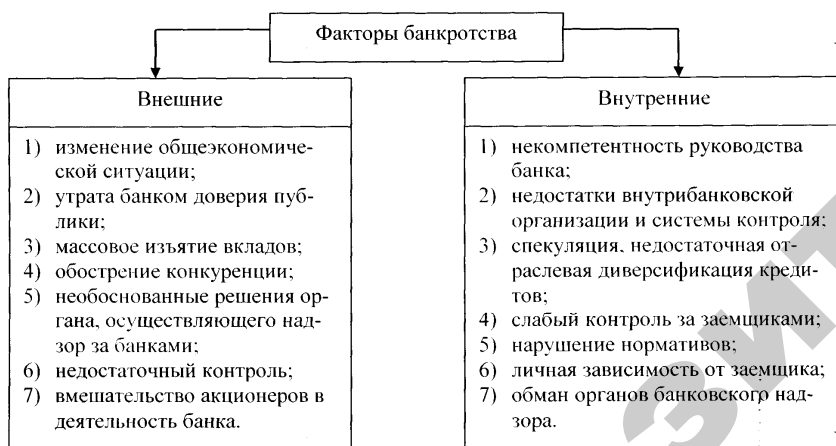 Факторы банкротства
Внешние
1) изменение общеэкономиче-
ской ситуации;
2) утрата банком доверия пуб-
лики;
3) массовое изъятие вкладов;
4) обострение конкуренции;
5) необоснованные решения ор-
гана, осуществляющего над-
зор за банками;
6) недостаточный контроль;
7) вмешательство акционеров в
деятельность банка.
Внутренние
1) некомпетентность руководства
банка;
2) недостатки внутрибанковской
организации и системы контроля;
3) спекуляция, недостаточная от-
раслевая диверсификация креди-
тов;
4) слабый контроль за заемщиками;
5) нарушение нормативов;
6) личная зависимость от заемщика;
7) обман органов банковского над-
зора.
зит